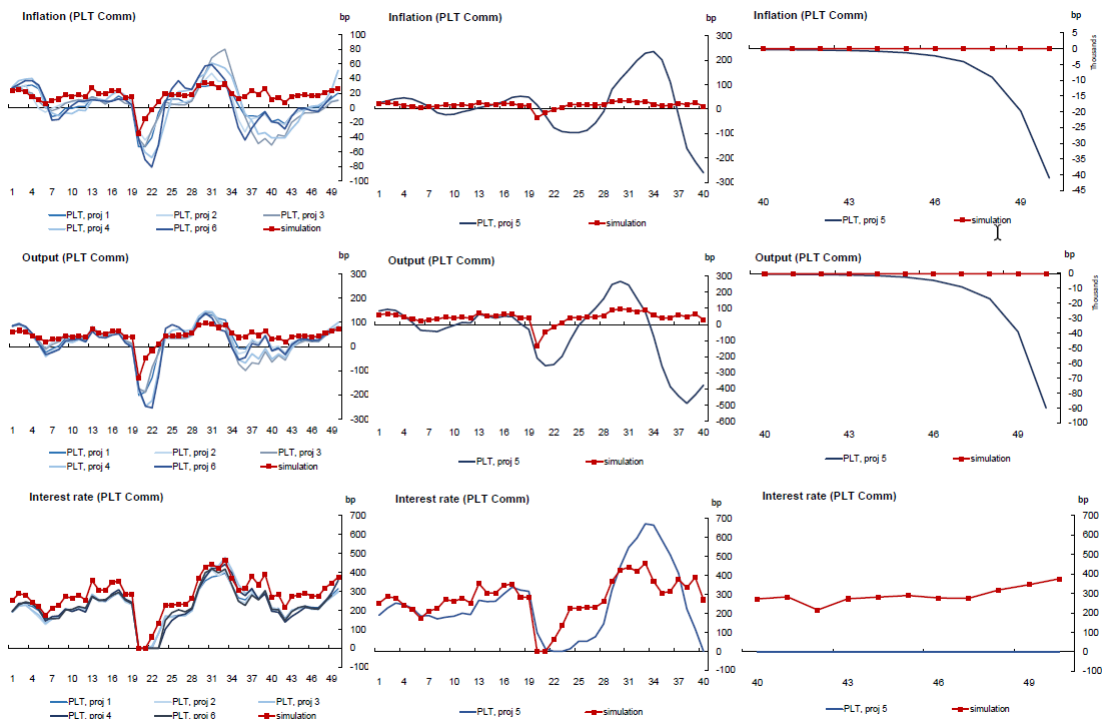 Inflation (PLT Comm)
bp
100
80
60
40
20
0
-20
-40
-60
-80
-100
1 4 7 10 13 16 19 22 25 28 31 34 37 40 43 46 49
PLT, proj 1 PLT, proj 2 PLT, proj 3
PLT, proj 4 PLT, proj 6 simulation
Inflation (PLT Comm)
bp
300
200
100
0
-100
-200
-300
1 4 7 10 13 16 19 22 25 28 31 34 37 40
PLT, proj 5 simulation
Inflation (PLT Comm)
bp
Thousands
5
0
-5
-10
-15
-20
-25
-30
-35
-40
-45
40 43 46 49
PLT, proj 5 simulation
Output (PLT Comm)
bp
300
200
100
0
-100
-200
-300
1 4 7 10 13 16 19 22 25 28 31 34 37 40 43 46 49
PLT, proj 1 PLT, proj 2 PLT, proj 3
PLT, proj 4 PLT, proj 6 simulation
Output (PLT Comm)
bp
300
200
100
0
-100
-200
-300
-400
-500
-600
1 4 7 10 13 16 19 22 25 28 31 34 37 40
PLT, proj 5 simulation
Output (PLT Comm)
bp
Thousands
0
-10
-20
-30
-40
-50
-60
-70
-80
-90
-100
40 43 46 49
PLT, proj 5 simulation
Interest rate (PLT Comm)
bp
700
600
500
400
300
200
100
0
-100
1 4 7 10 13 16 19 22 25 28 31 34 37 40 43 46 49
PLT, proj 1 PLT, proj 2 PLT, proj 3
PLT, proj 4 PLT, proj 6 simulation
Interest rate (PLT Comm)
bp
700
600
500
400
300
200
100
0
-100
1 4 7 10 13 16 19 22 25 28 31 34 37 40
PLT, proj 5 simulation
Interest rate (PLT Comm)
bp
700
600
500
400
300
200
100
0
-100
40 43 46 49
PLT, proj 5 simulation